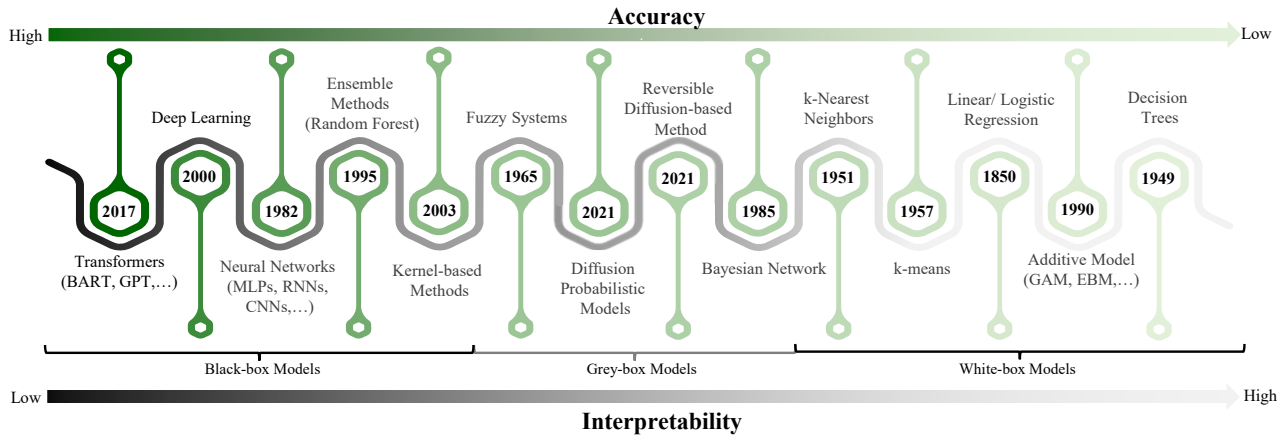 Accuracy
High
Low
Deep Learning
Ensemble
Methods
(Random Forest)
Fuzzy Systems
Reversible
Diffusion-based
Method
k-Nearest
Neighbors
Linear/ Logistic
Regression
Decision
Trees
2017
2000
1982
1995
2003
1965
2021
2021
1985
1951
1957
1850
1990
1949
Transformers
(BART, GPT,…)
Neural Networks
(MLPs, RNNs,
CNNs,…)
Kernel-based
Methods
Diffusion
Probabilistic
Models
Bayesian Network
k-means
Additive Model
(GAM, EBM,…)
Black-box Models
Grey-box Models
White-box Models
Low
High
Interpretability